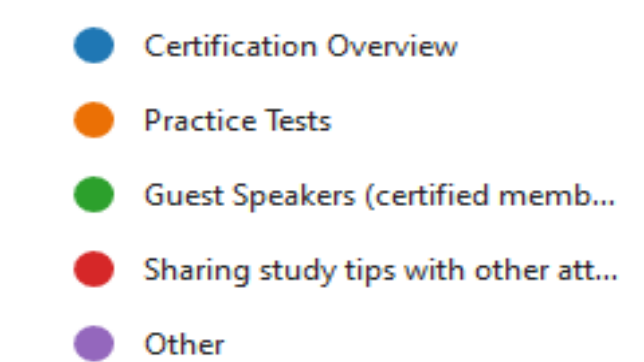 Certification Overview
Practice Tests
Guest Speakers (certified memb...
Sharing study tips with other att...
Other